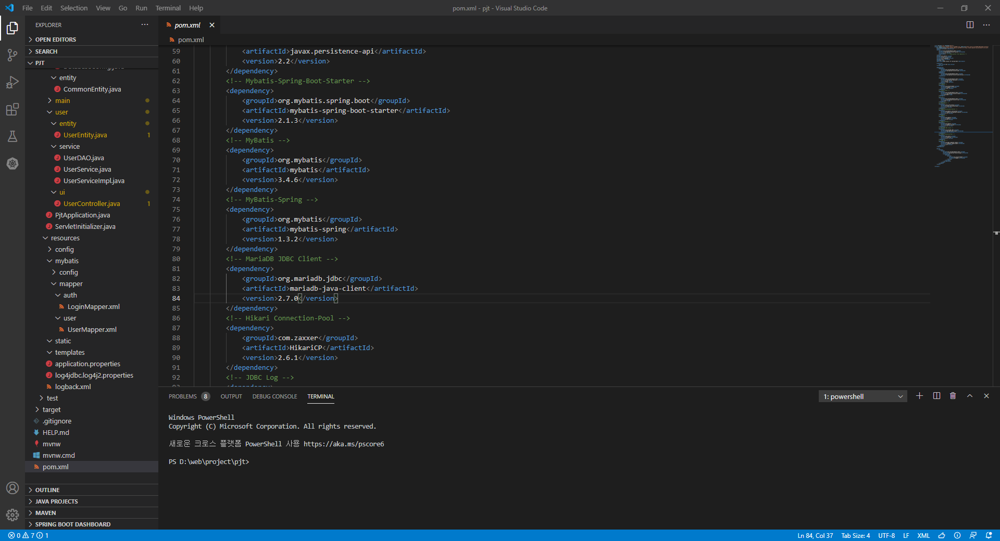 File Edit Selection View Go Run Terminal Help
pom.xml - pjt - Visual Studio Code
EXPLORER
OPEN EDITORS
SEARCH
PJT
entity
CommonEntity.java
main
user
entity
UserEntity.java 1
service
UserDAO.java
UserService.java
UserServiceImpl.java
ui
UserController.java 1
PjtApplication.java
ServletInitializer.java
resources
config
mybatis
config
mapper
auth
LoginMapper.xml
user
UserMapper.xml
static
templates
application.properties
log4jdbc.log4j2.properties
logback.xml
test
target
.gitignore
HELP.md
mvnw
mvnw.cmd
pom.xml
OUTLINE
JAVA PROJECTS
MAVEN
SPRING BOOT DASHBOARD
pom.xml
pom.xml
59 <artifactId>javax.persistence-api</artifactId>
60 <version>2.2</version>
61 </dependency>
62 <!-- Mybatis-Spring-Boot-Starter -->
63 <dependency>
64 <groupId>org.mybatis.spring.boot</groupId>
65 <artifactId>mybatis-spring-boot-starter</artifactId>
66 <version>2.1.3</version>
67 </dependency>
68 <!-- MyBatis -->
69 <dependency>
70 <groupId>org.mybatis</groupId>
71 <artifactId>mybatis</artifactId>
72 <version>3.4.6</version>
73 </dependency>
74 <!-- MyBatis-Spring -->
75 <dependency>
76 <groupId>org.mybatis</groupId>
77 <artifactId>mybatis-spring</artifactId>
78 <version>1.3.2</version>
79 </dependency>
80 <!-- MariaDB JDBC Client -->
81 <dependency>
82 <groupId>org.mariadb.jdbc</groupId>
83 <artifactId>mariadb-java-client</artifactId>
84 <version>2.7.0</version>
85 </dependency>
86 <!-- Hikari Connection-Pool -->
87 <dependency>
88 <groupId>com.zaxxer</groupId>
89 <artifactId>HikariCP</artifactId>
90 <version>2.6.1</version>
91 </dependency>
92 <!-- JDBC Log -->
PROBLEMS 8 OUTPUT DEBUG CONSOLE TERMINAL
1: powershell
Windows PowerShell
Copyright (C) Microsoft Corporation. All rights reserved.
새로운 크로스 플랫폼 PowerShell 사용 https://aka.ms/pscore6
PS D:\web\project\pjt>
0 7 1
Ln 84, Col 37 Tab Size: 4 UTF-8 LF XML